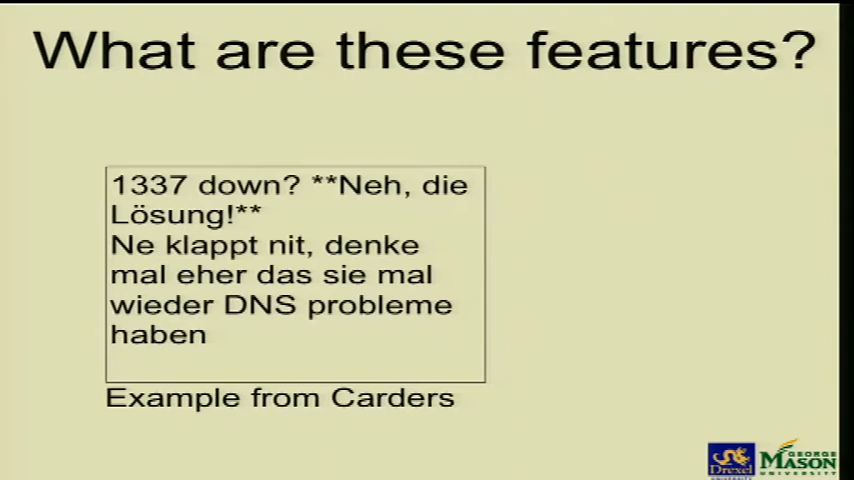 What are these features?
1337 down? **Neh, die
Lösung!**
Ne klappt nit, denke
mal eher das sie mal
wieder DNS probleme
haben
Example from Carders
Drexel
UNIVERSITY
GEORGE
MASON
UNIVERSITY